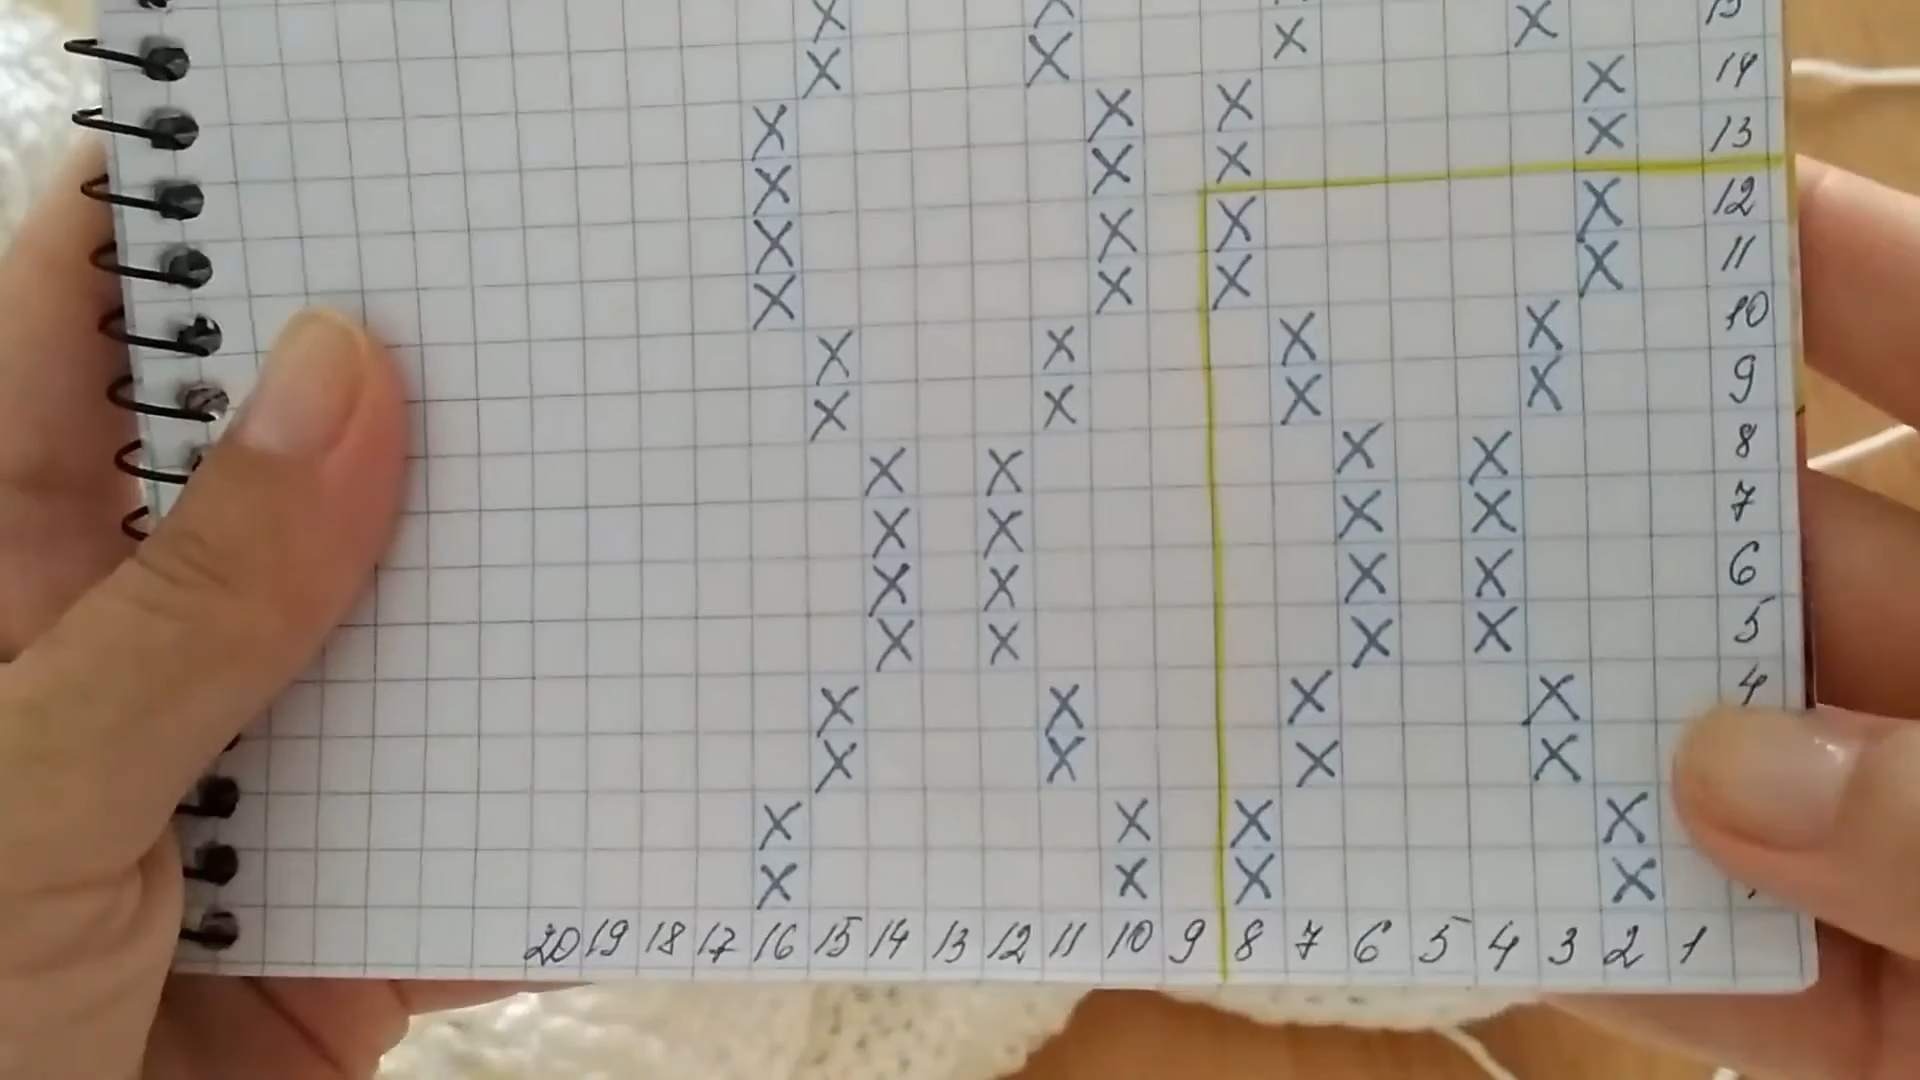 X X X X 15
X X X 14
X X X X 13
X X X X 12
X X X X 11
X X X X 10
X X X X 9
X X X X 8
X X X X 7
X X X X 6
X X X X 5
X X X X 4
X X X X
X X X X
X X X X
20 19 18 17 16 15 14 13 12 11 10 9 8 7 6 5 4 3 2 1